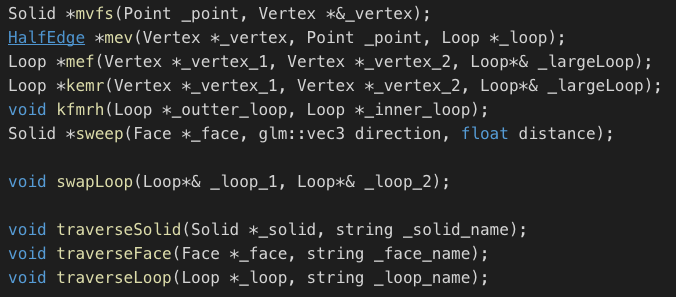 Solid *mvfs(Point _point, Vertex *&_vertex);
HalfEdge *mev(Vertex *_vertex, Point _point, Loop *_loop);
Loop *mef(Vertex *_vertex_1, Vertex *_vertex_2, Loop*& _largeLoop);
Loop *kemr(Vertex *_vertex_1, Vertex *_vertex_2, Loop*& _largeLoop);
void kfmrh(Loop *_outter_loop, Loop *_inner_loop);
Solid *sweep(Face *_face, glm::vec3 direction, float distance);
void swapLoop(Loop*& _loop_1, Loop*& _loop_2);
void traverseSolid(Solid *_solid, string _solid_name);
void traverseFace(Face *_face, string _face_name);
void traverseLoop(Loop *_loop, string _loop_name);